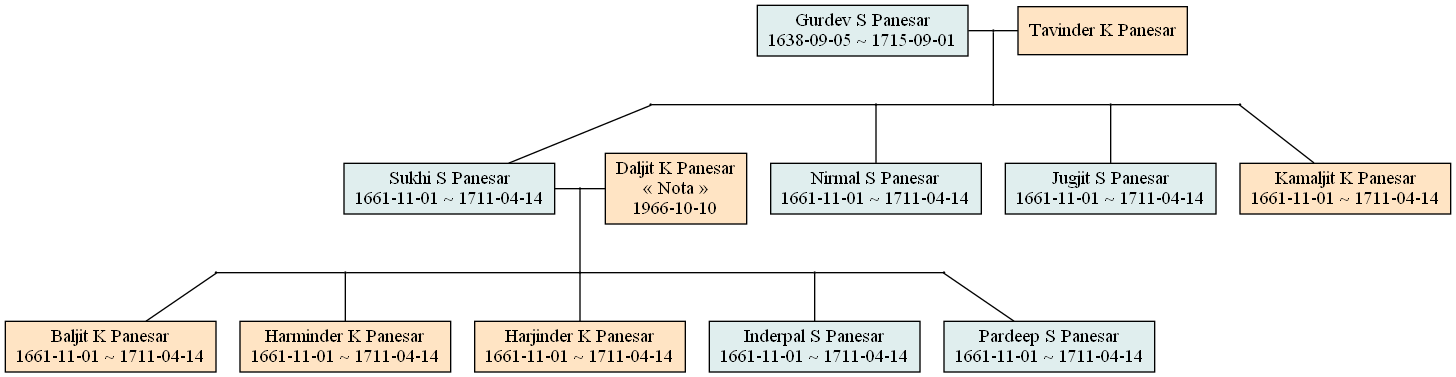 Gurdev S Panesar
1638-09-05 ~ 1715-09-01
Tavinder K Panesar
Sukhi S Panesar
1661-11-01 ~ 1711-04-14
Daljit K Panesar
« Nota »
1966-10-10
Nirmal S Panesar
1661-11-01 ~ 1711-04-14
Jugjit S Panesar
1661-11-01 ~ 1711-04-14
Kamaljit K Panesar
1661-11-01 ~ 1711-04-14
Baljit K Panesar
1661-11-01 ~ 1711-04-14
Harminder K Panesar
1661-11-01 ~ 1711-04-14
Harjinder K Panesar
1661-11-01 ~ 1711-04-14
Inderpal S Panesar
1661-11-01 ~ 1711-04-14
Pardeep S Panesar
1661-11-01 ~ 1711-04-14